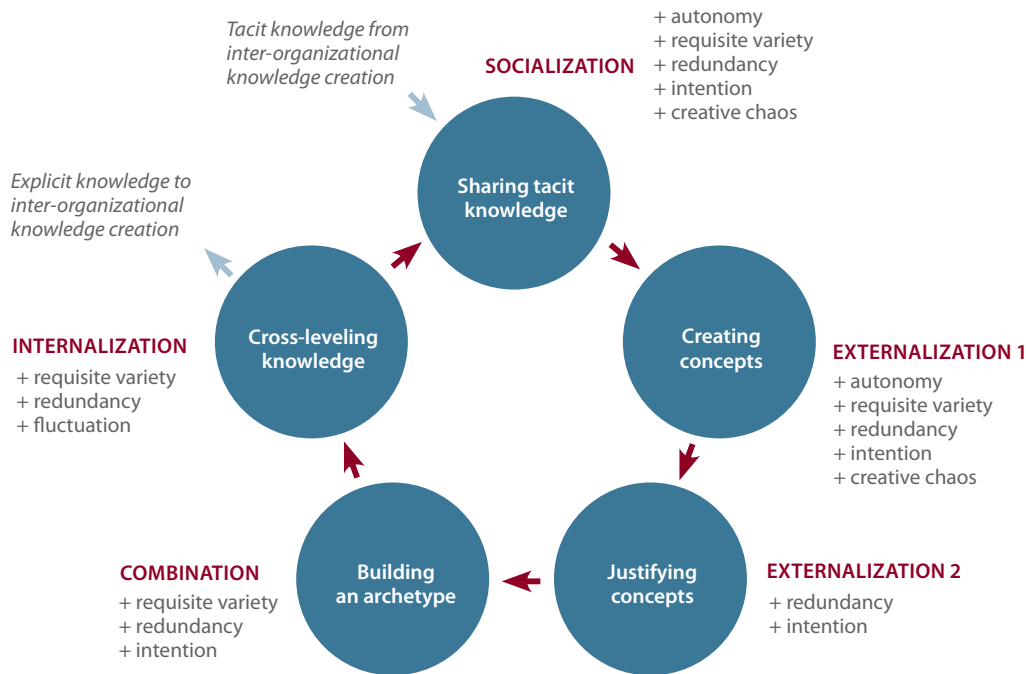 Tacit knowledge from
inter-organizational
knowledge creation
SOCIALIZATION
+ autonomy
+ requisite variety
+ redundancy
+ intention
+ creative chaos
Sharing tacit
knowledge
Explicit knowledge to
inter-organizational
knowledge creation
Cross-leveling
knowledge
Creating
concepts
INTERNALIZATION
+ requisite variety
+ redundancy
+ fluctuation
EXTERNALIZATION 1
+ autonomy
+ requisite variety
+ redundancy
+ intention
+ creative chaos
COMBINATION
+ requisite variety
+ redundancy
+ intention
Building
an archetype
Justifying
concepts
EXTERNALIZATION 2
+ redundancy
+ intention